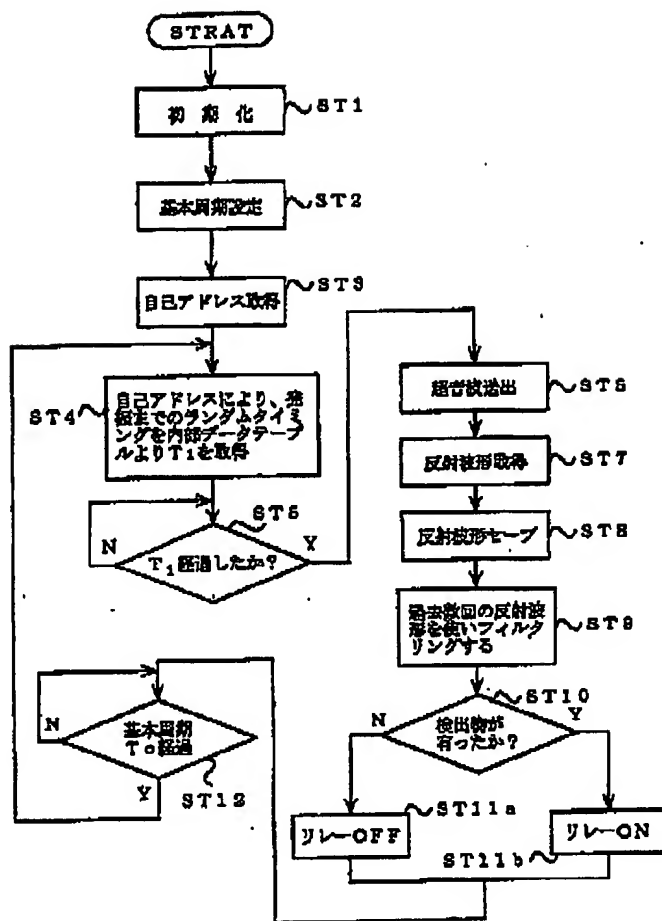 STRAT
初期化
ST1
基本周期設定
ST2
自己アドレス取得
ST3
自己アドレスにより、発
振までのランダムタイミ
ングを内部データテーブ
ルよりT1を取得
ST4
T1経過したか?
ST5
N
Y
超音波送出
ST6
反射波形取得
ST7
反射波形セーブ
ST8
過去数回の反射波
形を使いフィルタ
リングする
ST9
検出物が
有ったか?
ST10
N
Y
リレーOFF
ST11a
リレーON
ST11b
基本周期
To経過
ST12
N
Y